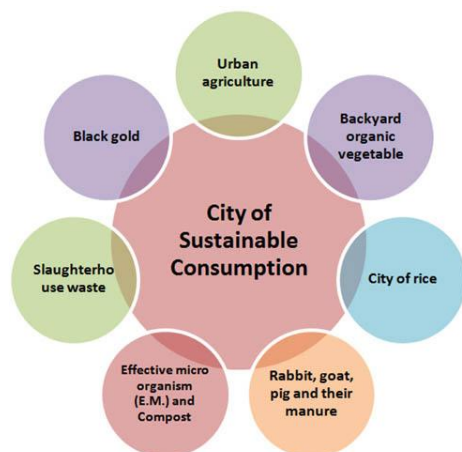 Urban
agriculture
Backyard
organic
vegetable
City of rice
Rabbit, goat,
pig and their
manure
Effective micro
organism
(E.M.) and
Compost
Slaughterho
use waste
Black gold
City of
Sustainable
Consumption